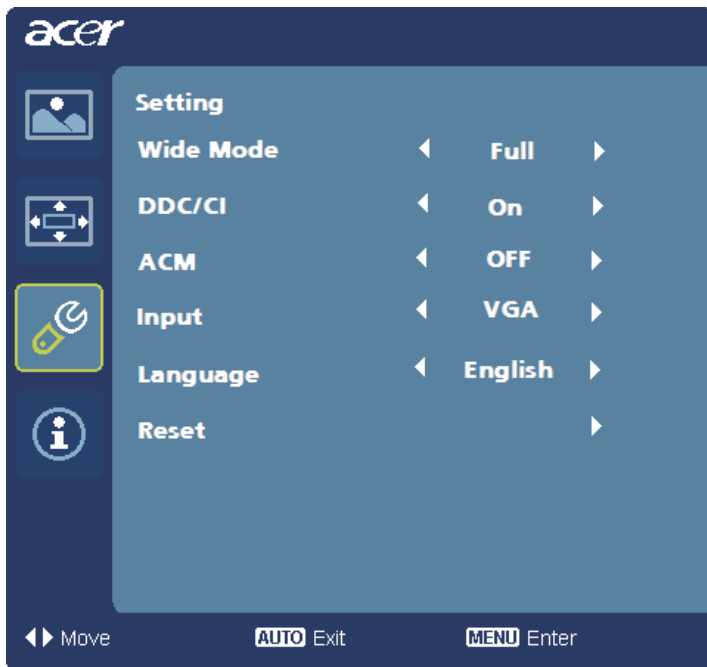 acer
Setting
Wide Mode Full
DDC/CI On
ACM OFF
Input VGA
Language English
Reset
Move AUTO Exit MENU Enter